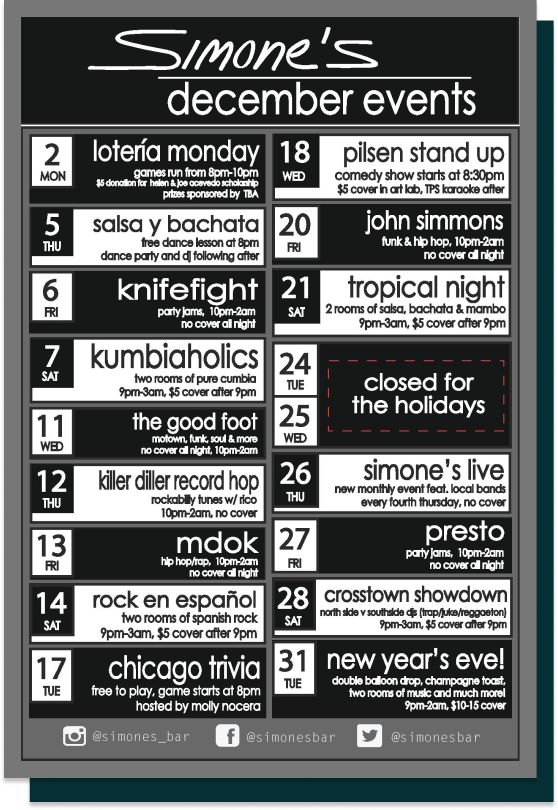 Simone's
december events
2
MON
lotería monday
games run from 8pm-10pm
$5 donation for helen & joe acevedo scholarship
prizes sponsored by TBA
5
THU
salsa y bachata
free dance lesson at 8pm
dance party and dj following after
6
FRI
knifefight
party jams, 10pm-2am
no cover all night
7
SAT
kumbiaholics
two rooms of pure cumbia
9pm-3am, $5 cover after 9pm
11
WED
the good foot
motown, funk, soul & more
no cover all night, 10pm-2am
12
THU
killer diller record hop
rockabilly tunes w/ rico
10pm-2am, no cover
13
FRI
mdok
hip hop/rap, 10pm-2am
no cover all night
14
SAT
rock en español
two rooms of spanish rock
9pm-3am, $5 cover after 9pm
17
TUE
chicago trivia
free to play, game starts at 8pm
hosted by molly nocera
18
WED
pilsen stand up
comedy show starts at 8:30pm
$5 cover in art lab, TPS karaoke after
20
FRI
john simmons
funk & hip hop, 10pm-2am
no cover all night
21
SAT
tropical night
2 rooms of salsa, bachata & mambo
9pm-3am, $5 cover after 9pm
24
TUE
25
WED
closed for
the holidays
26
THU
simone's live
new monthly event feat. local bands
every fourth thursday, no cover
27
FRI
presto
party jams, 10pm-2am
no cover all night
28
SAT
crosstown showdown
north side v southside djs (trap/juke/reggaeton)
9pm-3am, $5 cover after 9pm
31
TUE
new year's eve!
double balloon drop, champagne toast,
two rooms of music and much more!
9pm-2am, $10-15 cover
@simones_bar
@simonesbar
@simonesbar